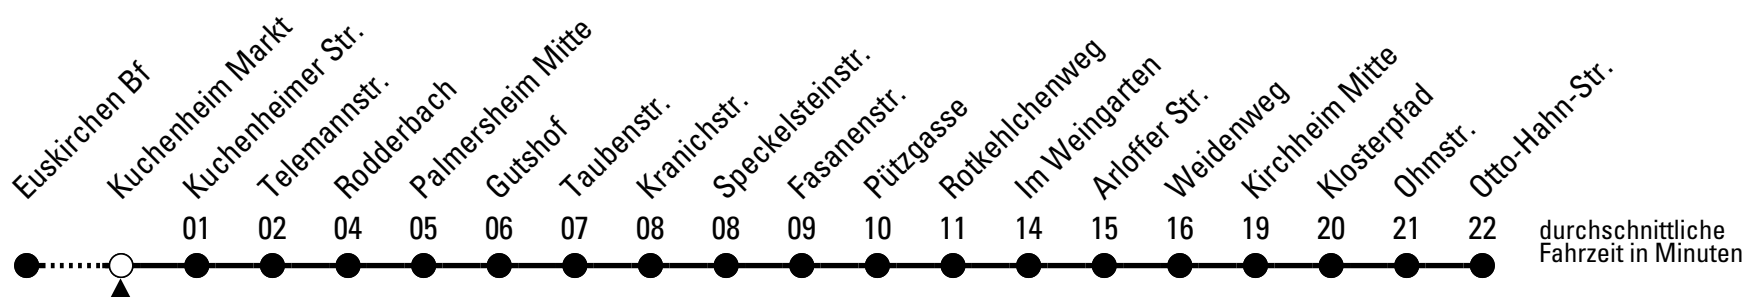 Euskirchen Bf
Kuchenheim Markt
Kuchenheimer Str.
Telemannstr.
Rodderbach
Palmersheim Mitte
Gutshof
Taubenstr.
Kranichstr.
Speckelsteinstr.
Fasanenstr.
Pützgasse
Rotkehlchenweg
Im Weingarten
Arloffer Str.
Weidenweg
Kirchheim Mitte
Klosterpfad
Ohmstr.
Otto-Hahn-Str.
01 02 04 05 06 07 08 08 09 10 11 14 15 16 19 20 21 22
durchschnittliche
Fahrzeit in Minuten